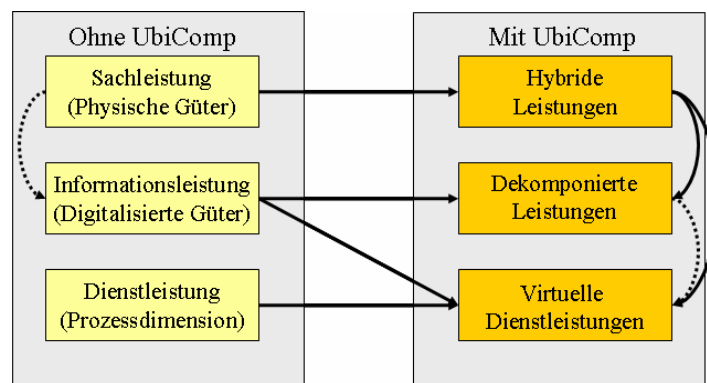 Ohne UbiComp
Sachleistung
(Physische Güter)
Informationsleistung
(Digitalisierte Güter)
Dienstleistung
(Prozessdimension)
Mit UbiComp
Hybride
Leistungen
Dekomponierte
Leistungen
Virtuelle
Dienstleistungen